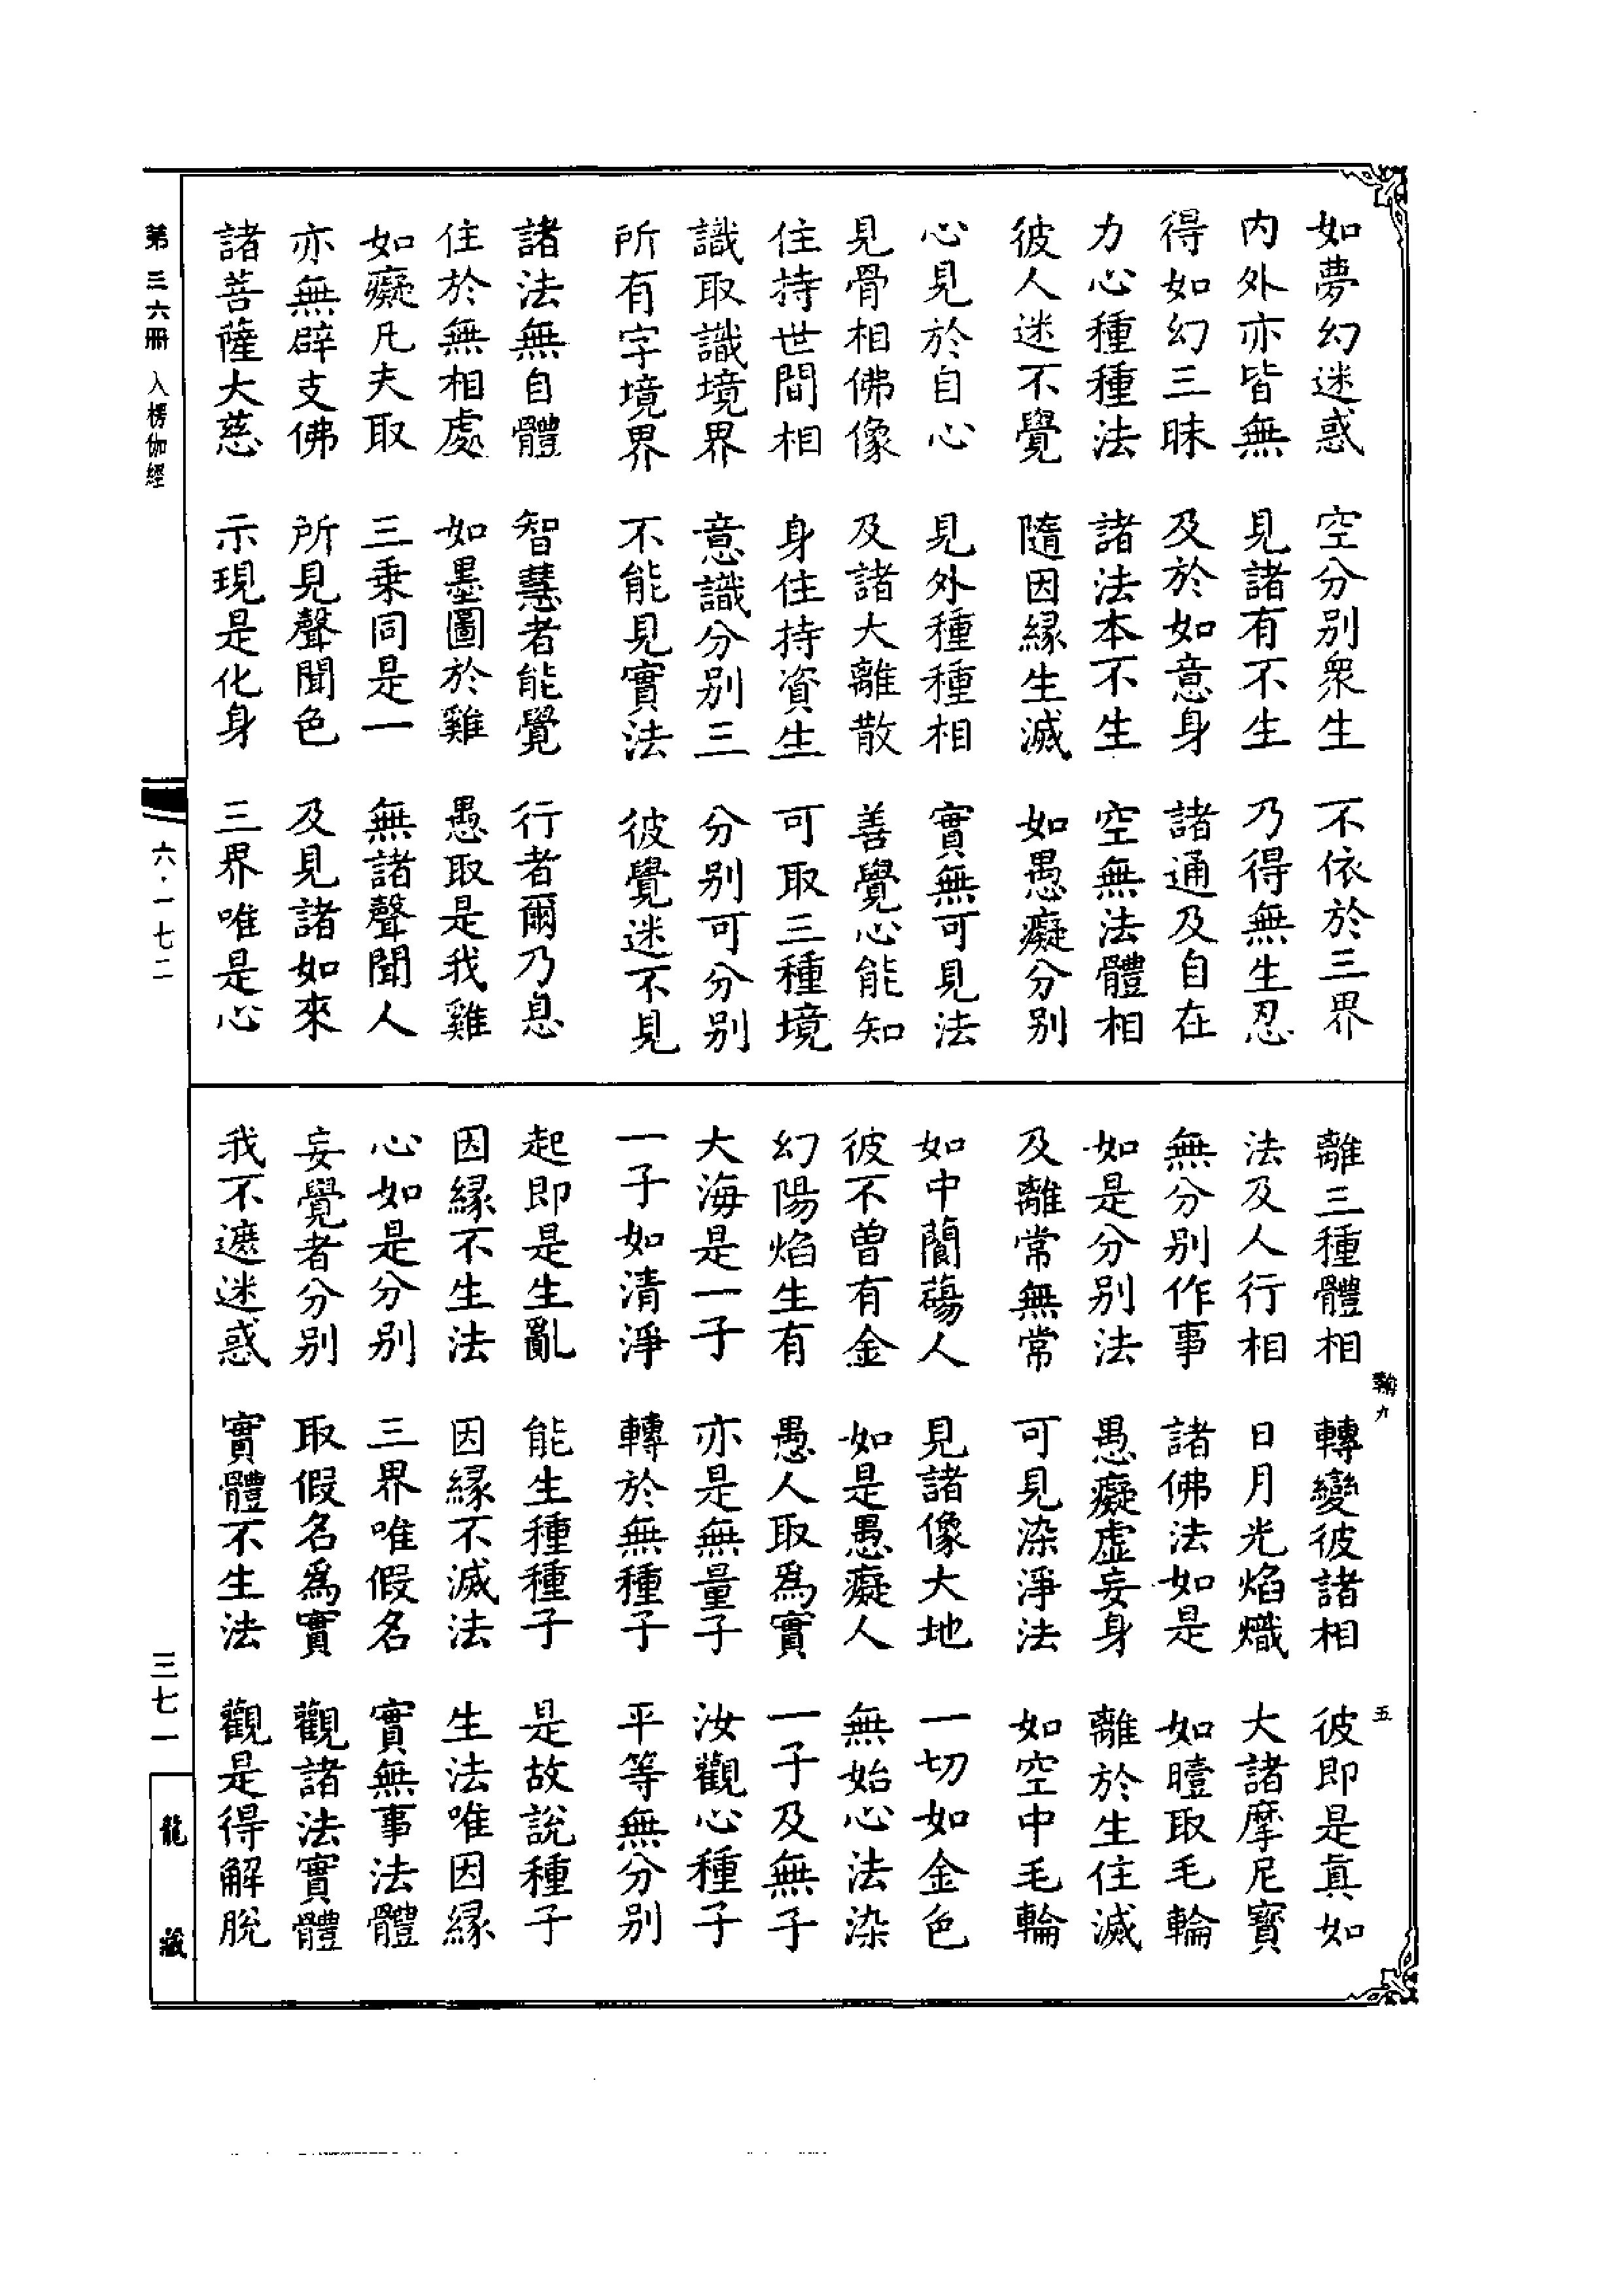 如夢幻迷惑　空分別衆生　不依於三界
內外亦皆無　見諸有不生　乃得無生忍
得如幻三昧　及於如意身　諸通及自在
力心種種法　諸法本不生　空無法體相
彼人迷不覺　隨因緣生滅　如愚癡分別
心見於自心　見外種種相　實無可見法
見骨相佛像　及諸大離散　善覺心能知
住持世間相　身住持資生　可取三種境
識取識境界　意識分別三　分別可分別
所有字境界　不能見實法　彼覺迷不見
諸法無自體　智慧者能覺　行者爾乃息
住於無相處　如墨圖於雞　愚取是我雞
如癡凡夫取　三乘同是一　無諸聲聞人
亦無辟支佛　所見聲聞色　及見諸如來
諸菩薩大慈　示現是化身　三界唯是心
離三種體相　轉變彼諸相　彼即是眞如
法及人行相　日月光焰熾　大諸摩尼寶
無分別作事　諸佛法如是　如曀取毛輪
如是分別法　愚癡虛妄身　離於生住滅
及離常無常　可見染淨法　如空中毛輪
如中蘭蕩人　見諸像大地　一切如金色
彼不曾有金　如是愚癡人　無始心法染
幻陽焰生有　愚人取爲實　一子及無子
大海是一子　亦是無量子　汝觀心種子
一子如清淨　轉於無種子　平等無分別
起即是生亂　能生種種子　是故說種子
因緣不生法　因緣不滅法　生法唯因緣
心如是分別　三界唯假名　實無事法體
妄覺者分別　取假名爲實　觀諸法實體
我不遮迷惑　實體不生法　觀是得解脫
第三六冊　入楞伽經
六·一七二
三七一
龍藏
九
五